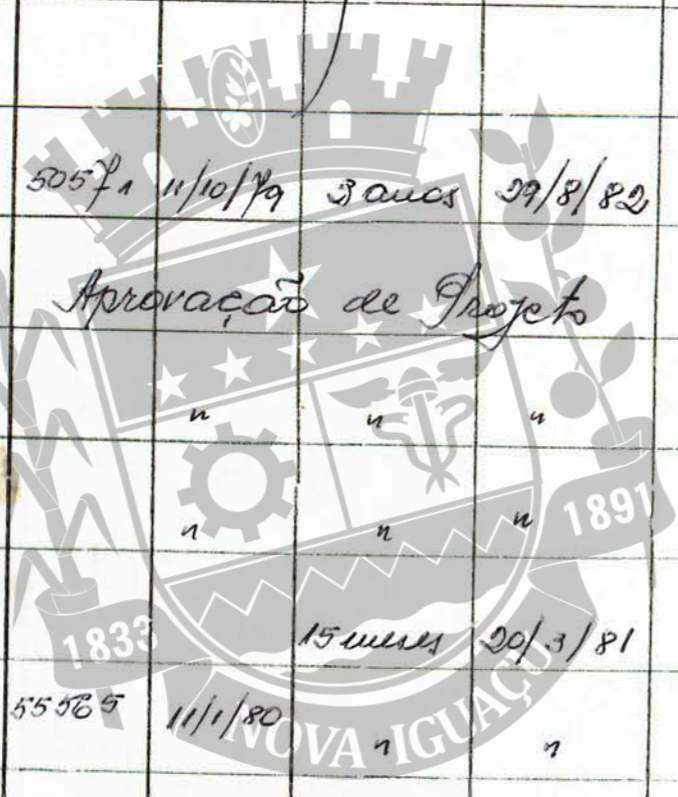 50571 11/10/79 3 anos 29/8/82
Aprovação de Projeto
" " "
" " "
15 meses 20/3/81
55565 11/1/80 " "
1833 NOVA IGUAÇU 1891